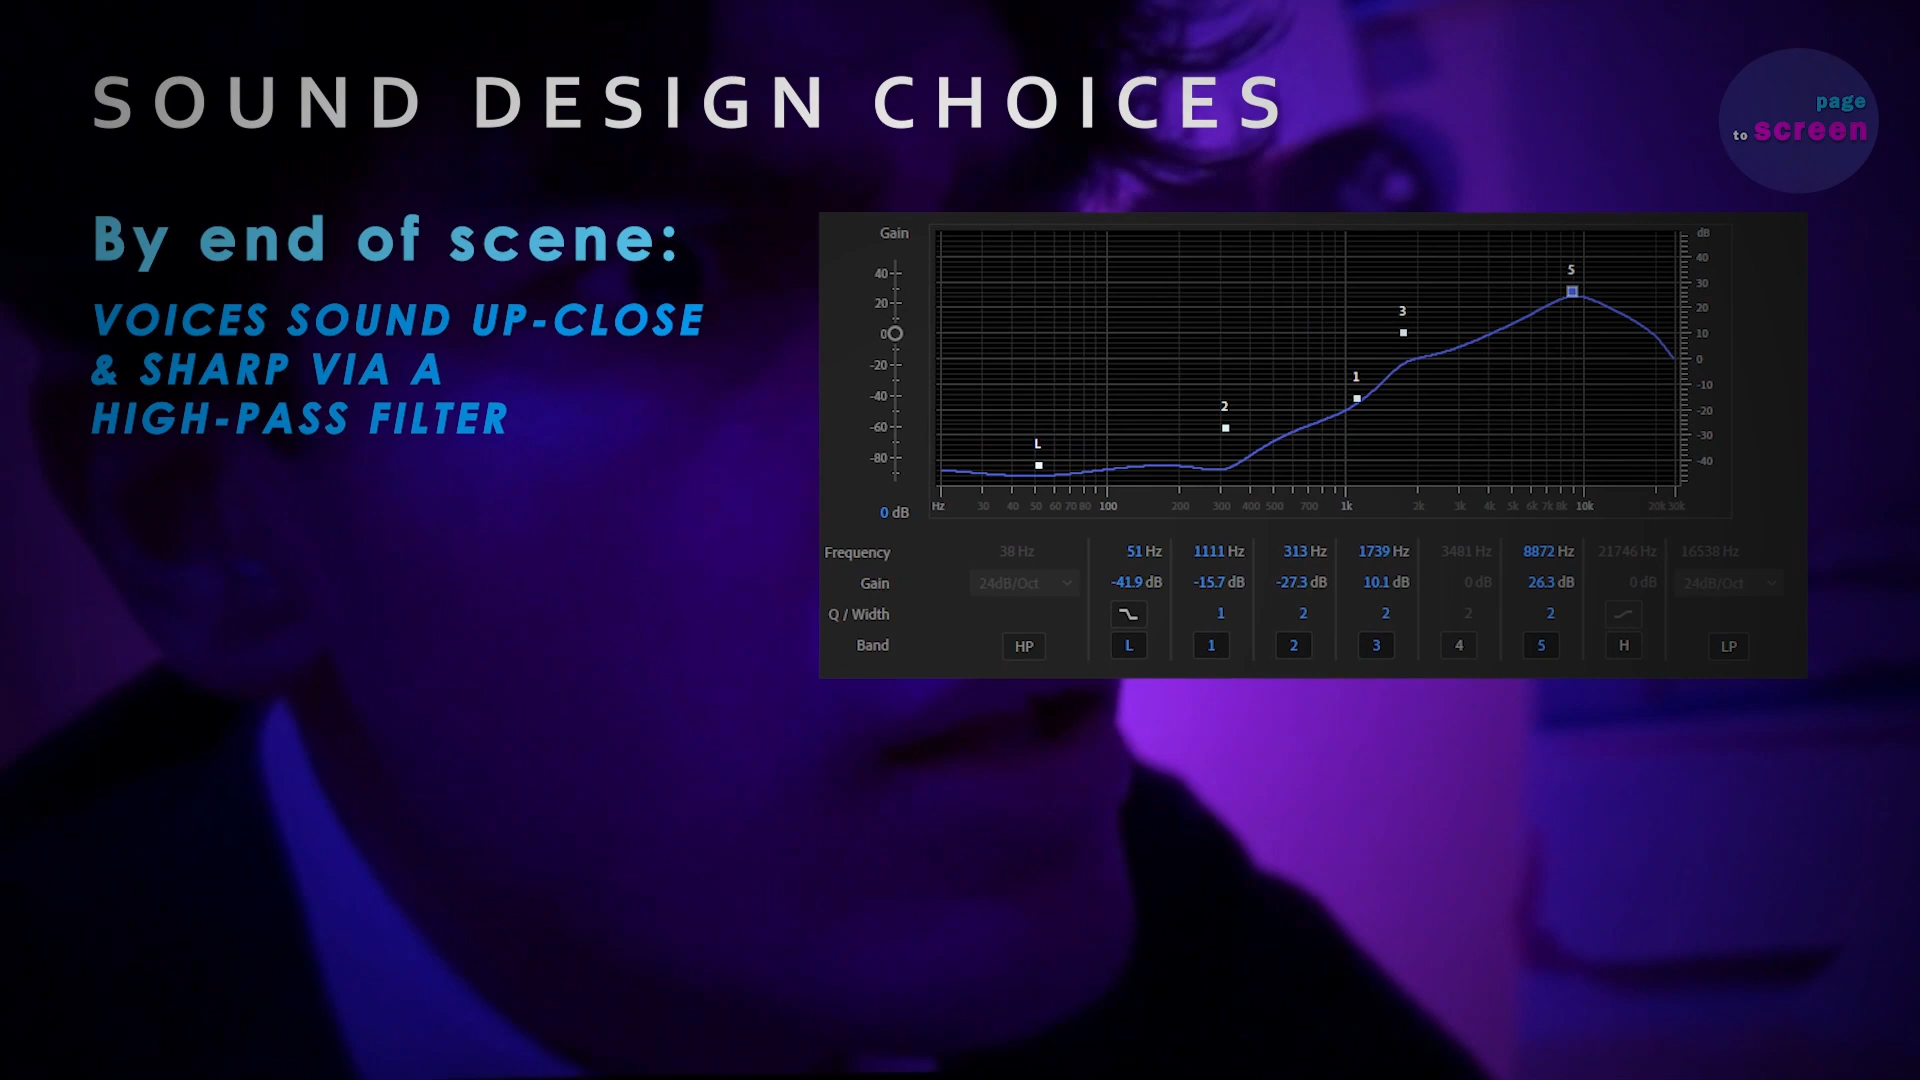 SOUND DESIGN CHOICES
page
to screen
By end of scene:
VOICES SOUND UP-CLOSE
& SHARP VIA A
HIGH-PASS FILTER
Gain
dB
40
20
0
-20
-40
-60
-80
0 dB
40
30
20
10
0
-10
-20
-30
-40
L
2
1
3
5
Hz 30 40 50 60 70 80 100 200 300 400 500 700 1k 2k 3k 4k 5k 6k 7k 8k 10k 20k 30k
Frequency 38 Hz 51 Hz 1111 Hz 313 Hz 1739 Hz 3481 Hz 8872 Hz 21746 Hz 16538 Hz
Gain 24dB/Oct -41.9 dB -15.7 dB -27.3 dB 10.1 dB 0 dB 26.3 dB 0 dB 24dB/Oct
Q / Width 1 2 2 2 2
Band HP L 1 2 3 4 5 H LP